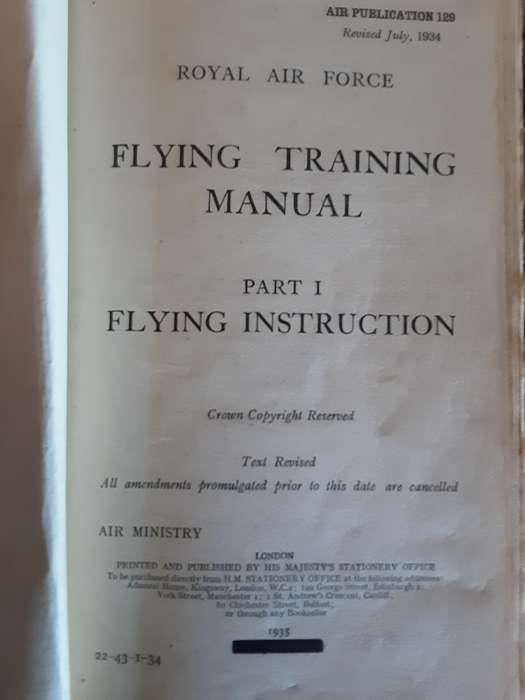 AIR PUBLICATION 129
Revised July, 1934
ROYAL AIR FORCE
FLYING TRAINING
MANUAL
PART I
FLYING INSTRUCTION
Crown Copyright Reserved
Text Revised
All amendments promulgated prior to this date are cancelled
AIR MINISTRY
LONDON
PRINTED AND PUBLISHED BY HIS MAJESTY'S STATIONERY OFFICE
To be purchased directly from H.M. STATIONERY OFFICE at the following addresses:
Adastral House, Kingsway, London, W.C.2; 120 George Street, Edinburgh 2;
York Street, Manchester 1; 1 St. Andrew's Crescent, Cardiff;
80 Chichester Street, Belfast;
or through any Bookseller
1935
22-43-1-34